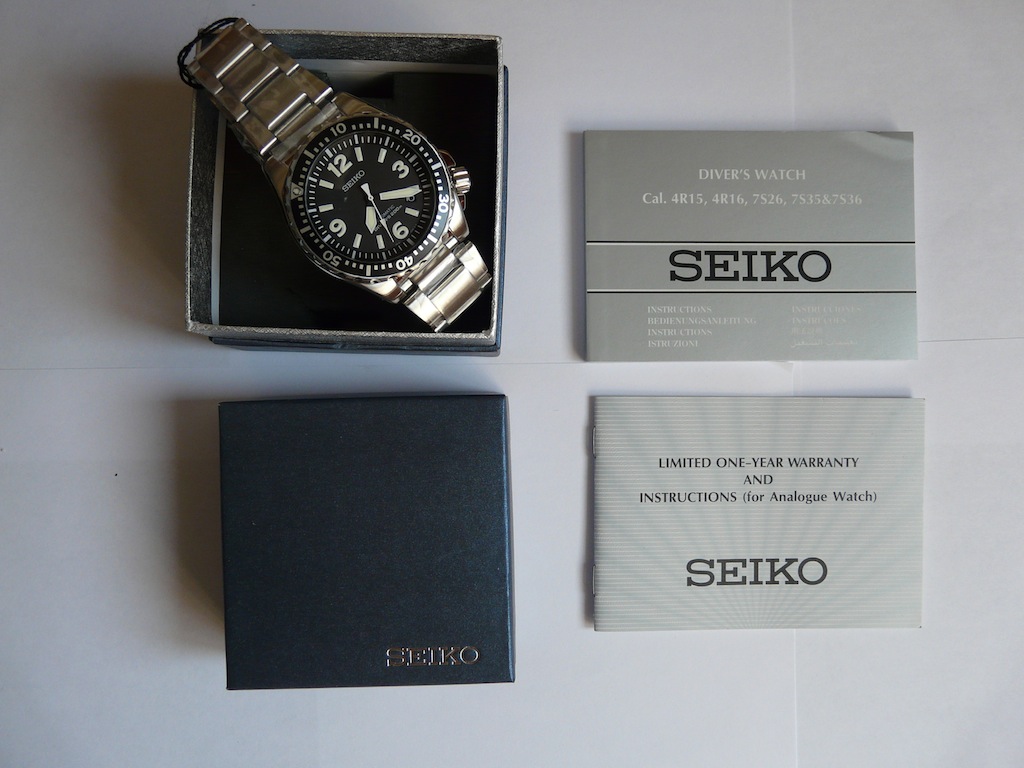 10
20
30
40
50
12
3
6
9
SEIKO
DIVER'S WATCH
Cal. 4R15, 4R16, 7S26, 7S35&7S36
SEIKO
INSTRUCTIONS
BEDIENUNGSANLEITUNG
INSTRUCTIONS
ISTRUZIONI
SEIKO
LIMITED ONE-YEAR WARRANTY
AND
INSTRUCTIONS (for Analogue Watch)
SEIKO